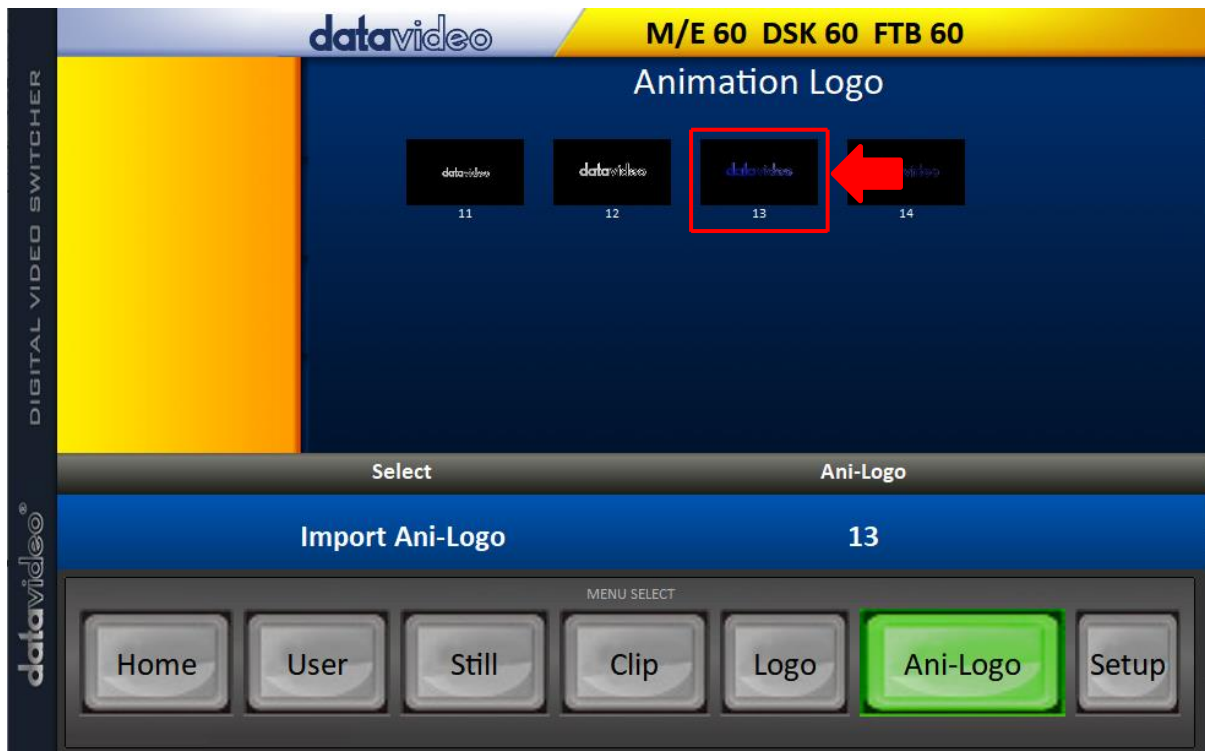 datavideo
M/E 60 DSK 60 FTB 60
DIGITAL VIDEO SWITCHER
datavideo®
Animation Logo
datavideo
datavideo
datavideo
11
12
13
14
Select
Ani-Logo
Import Ani-Logo
13
MENU SELECT
Home
User
Still
Clip
Logo
Ani-Logo
Setup